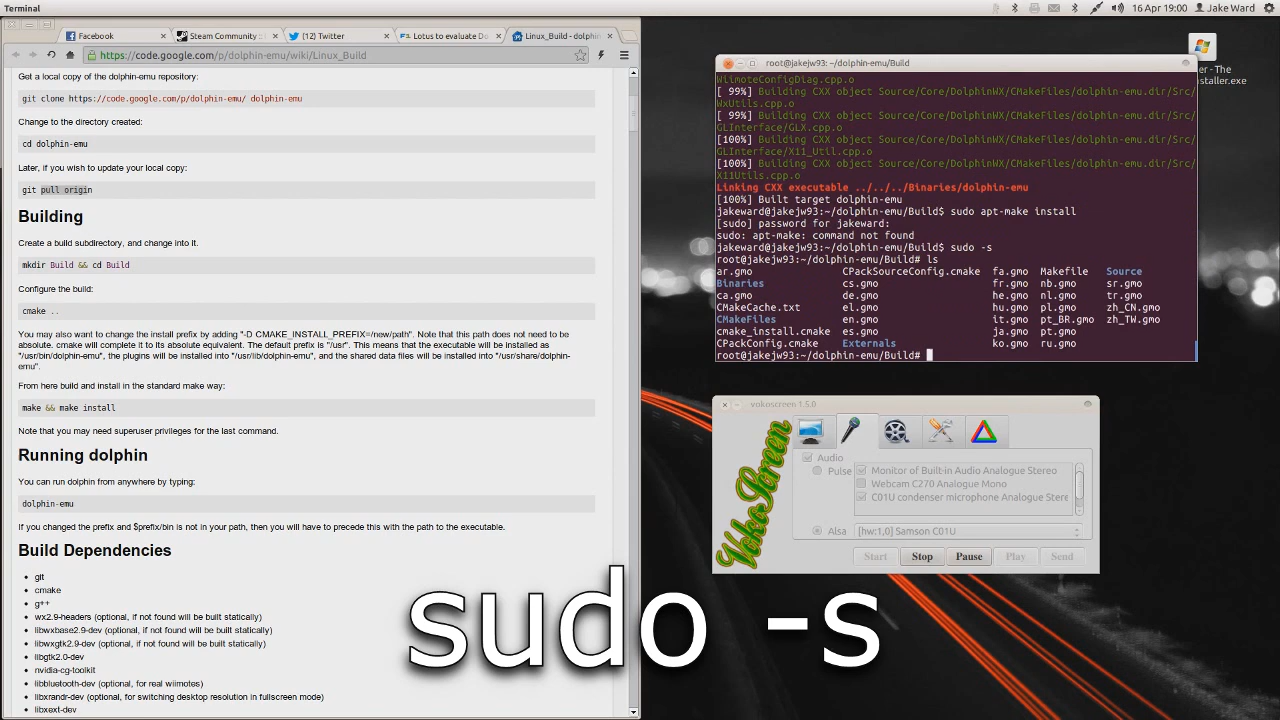 Terminal
16 Apr 19:00
Jake Ward
Facebook
Steam Community ::
(12) Twitter
Lotus to evaluate D
Linux_Build - dolphin
https://code.google.com/p/dolphin-emu/wiki/Linux_Build
Get a local copy of the dolphin-emu repository:
git clone https://code.google.com/p/dolphin-emu/ dolphin-emu
Change to the directory created:
cd dolphin-emu
Later, if you wish to update your local copy:
git pull origin
Building
Create a build subdirectory, and change into it.
mkdir Build && cd Build
Configure the build:
cmake ..
You may also want to change the install prefix by adding "-D CMAKE_INSTALL_PREFIX=/new/path". Note that this path does not need to be
absolute, cmake will complete it to its absolute equivalent. The default prefix is "/usr". This means that the executable will be installed as
"/usr/bin/dolphin-emu", the plugins will be installed into "/usr/lib/dolphin-emu", and the shared data files will be installed into "/usr/share/dolphin-
emu".
From here build and install in the standard make way:
make && make install
Note that you may need superuser privileges for the last command.
Running dolphin
You can run dolphin from anywhere by typing:
dolphin-emu
If you changed the prefix and $prefix/bin is not in your path, then you will have to precede this with the path to the executable.
Build Dependencies
git
cmake
g++
wx2.9-headers (optional, if not found will be built statically)
libwxbase2.9-dev (optional, if not found will be built statically)
libwxgtk2.9-dev (optional, if not found will be built statically)
libgtk2.0-dev
nvidia-cg-toolkit
libbluetooth-dev (optional, for real wiimotes)
libxrandr-dev (optional, for switching desktop resolution in fullscreen mode)
libxext-dev
root@jakejw93: ~/dolphin-emu/Build
WiimoteConfigDiag.cpp.o
[ 99%] Building CXX object Source/Core/DolphinWX/CMakeFiles/dolphin-emu.dir/Src/
WxUtils.cpp.o
[ 99%] Building CXX object Source/Core/DolphinWX/CMakeFiles/dolphin-emu.dir/Src/
GLInterface/GLX.cpp.o
[100%] Building CXX object Source/Core/DolphinWX/CMakeFiles/dolphin-emu.dir/Src/
GLInterface/X11_Util.cpp.o
[100%] Building CXX object Source/Core/DolphinWX/CMakeFiles/dolphin-emu.dir/Src/
X11Utils.cpp.o
Linking CXX executable ../../../Binaries/dolphin-emu
[100%] Built target dolphin-emu
jakeward@jakejw93:~/dolphin-emu/Build$ sudo apt-make install
[sudo] password for jakeward:
sudo: apt-make: command not found
jakeward@jakejw93:~/dolphin-emu/Build$ sudo -s
root@jakejw93:~/dolphin-emu/Build# ls
ar.gmo CPackSourceConfig.cmake fa.gmo Makefile Source
Binaries cs.gmo fr.gmo nb.gmo sr.gmo
ca.gmo de.gmo he.gmo nl.gmo tr.gmo
CMakeCache.txt el.gmo hu.gmo pl.gmo zh_CN.gmo
CMakeFiles en.gmo it.gmo pt_BR.gmo zh_TW.gmo
cmake_install.cmake es.gmo ja.gmo pt.gmo
CPackConfig.cmake Externals ko.gmo ru.gmo
root@jakejw93:~/dolphin-emu/Build#
er - The
staller.exe
vokoscreen 1.5.0
VokoScreen
Audio
Pulse
Monitor of Built-in Audio Analogue Stereo
Webcam C270 Analogue Mono
C01U condenser microphone Analogue Stere
Alsa
[hw:1,0] Samson C01U
Start Stop Pause Play Send
sudo -s